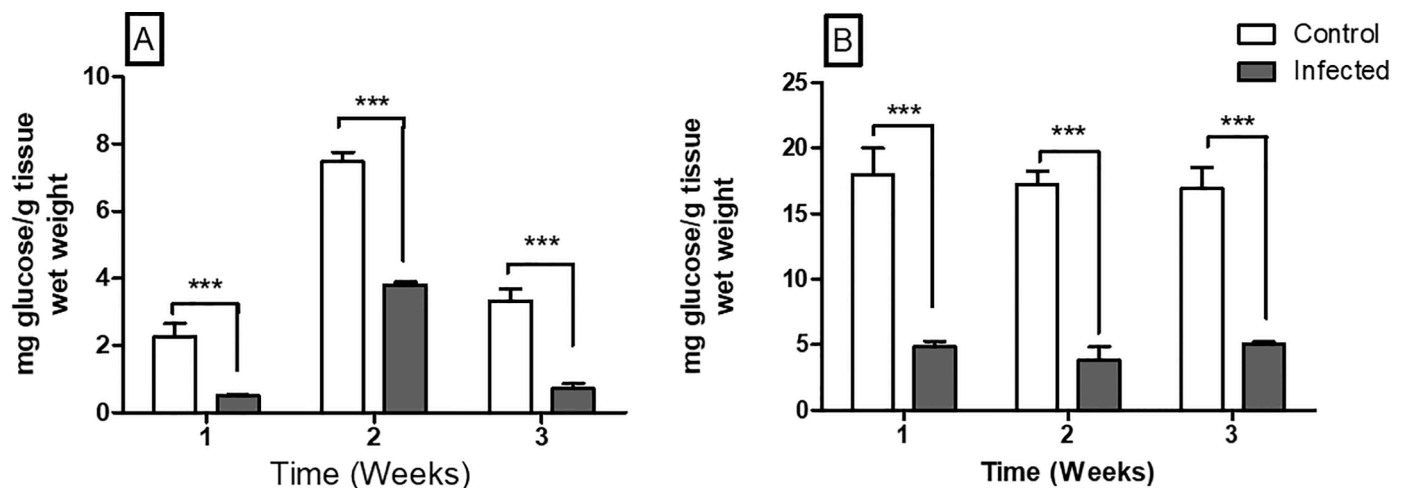 A
10
8
6
4
2
0
mg glucose/g tissue
wet weight
***
***
***
1 2 3
Time (Weeks)
B
Control
Infected
25
20
15
10
5
0
mg glucose/g tissue
wet weight
***
***
***
1 2 3
Time (Weeks)